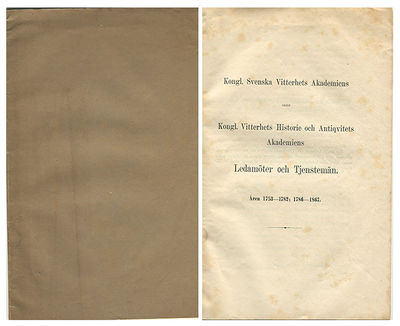 Kongl. Svenska Vitterhets Akademiens
samt
Kongl. Vitterhets Historie och Antiqvitets
Akademiens
Ledamöter och Tjenstemän.
Åren 1753—1782; 1786—1867.